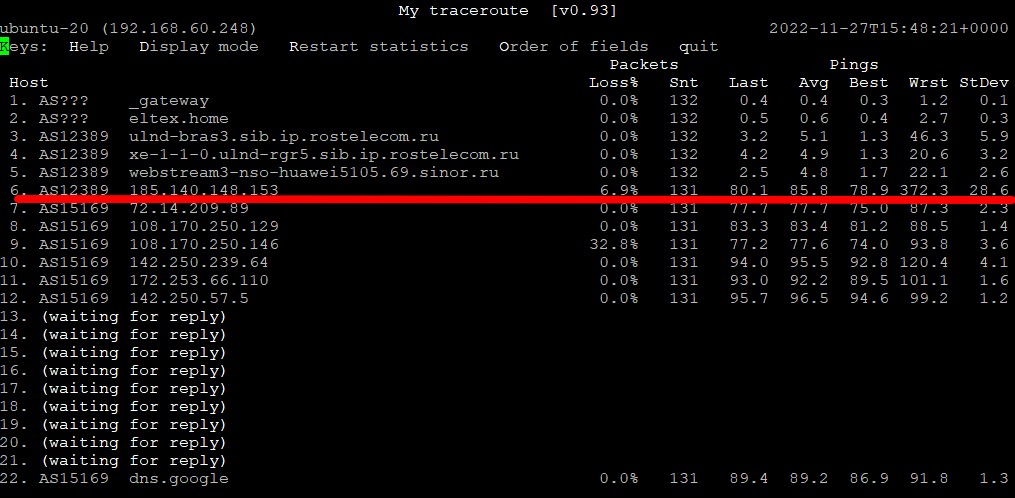 My traceroute  [v0.93]
ubuntu-20 (192.168.60.248) 2022-11-27T15:48:21+0000
Keys:  Help   Display mode   Restart statistics   Order of fields   quit
Packets Pings
Host Loss% Snt Last Avg Best Wrst StDev
1. AS??? _gateway 0.0% 132 0.4 0.4 0.3 1.2 0.1
2. AS??? eltex.home 0.0% 132 0.5 0.6 0.4 2.7 0.3
3. AS12389 ulnd-bras3.sib.ip.rostelecom.ru 0.0% 132 3.2 5.1 1.3 46.3 5.9
4. AS12389 xe-1-1-0.ulnd-rgr5.sib.ip.rostelecom.ru 0.0% 132 4.2 4.9 1.3 20.6 3.2
5. AS12389 webstream3-nso-huawei5105.69.sinor.ru 0.0% 132 2.5 4.8 1.7 22.1 2.6
6. AS12389 185.140.148.153 6.9% 131 80.1 85.8 78.9 372.3 28.6
7. AS15169 72.14.209.89 0.0% 131 77.7 77.7 75.0 87.3 2.3
8. AS15169 108.170.250.129 0.0% 131 83.3 83.4 81.2 88.5 1.4
9. AS15169 108.170.250.146 32.8% 131 77.2 77.6 74.0 93.8 3.6
10. AS15169 142.250.239.64 0.0% 131 94.0 95.5 92.8 120.4 4.1
11. AS15169 172.253.66.110 0.0% 131 93.0 92.2 89.5 101.1 1.6
12. AS15169 142.250.57.5 0.0% 131 95.7 96.5 94.6 99.2 1.2
13. (waiting for reply)
14. (waiting for reply)
15. (waiting for reply)
16. (waiting for reply)
17. (waiting for reply)
18. (waiting for reply)
19. (waiting for reply)
20. (waiting for reply)
21. (waiting for reply)
22. AS15169 dns.google 0.0% 131 89.4 89.2 86.9 91.8 1.3